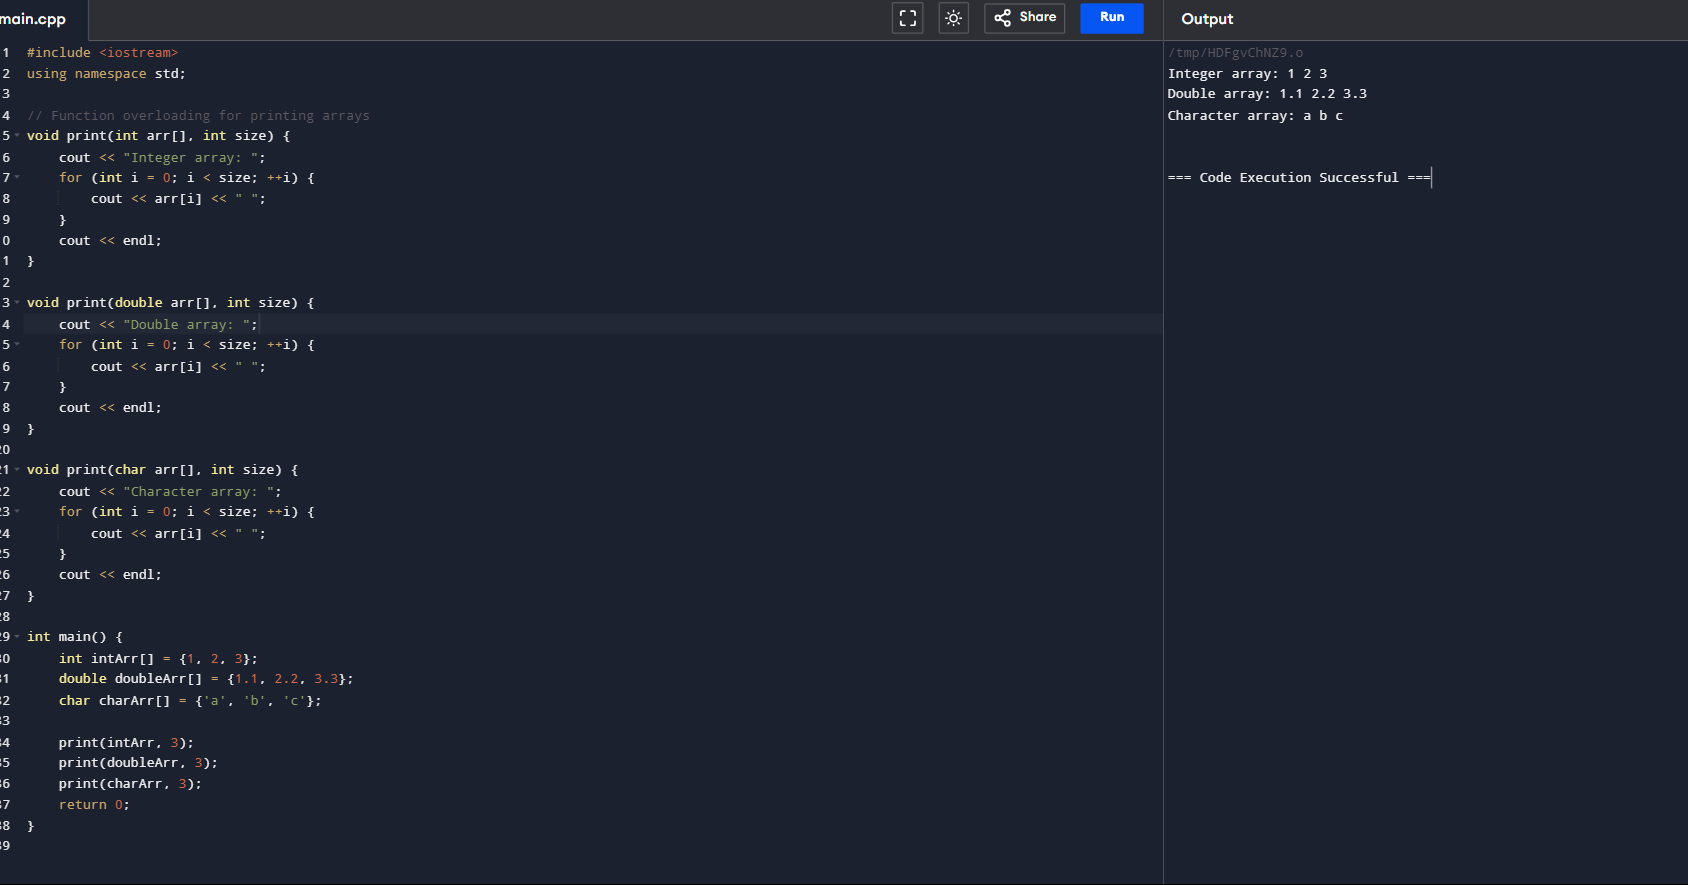 main.cpp
Share
Run
Output
1 #include <iostream>
2 using namespace std;
3
4 // Function overloading for printing arrays
5 void print(int arr[], int size) {
6     cout << "Integer array: ";
7     for (int i = 0; i < size; ++i) {
8         cout << arr[i] << " ";
9     }
0     cout << endl;
1 }
2
3 void print(double arr[], int size) {
4     cout << "Double array: ";
5     for (int i = 0; i < size; ++i) {
6         cout << arr[i] << " ";
7     }
8     cout << endl;
9 }
20
21 void print(char arr[], int size) {
22     cout << "Character array: ";
23     for (int i = 0; i < size; ++i) {
24         cout << arr[i] << " ";
25     }
26     cout << endl;
27 }
28
29 int main() {
30     int intArr[] = {1, 2, 3};
31     double doubleArr[] = {1.1, 2.2, 3.3};
32     char charArr[] = {'a', 'b', 'c'};
33
34     print(intArr, 3);
35     print(doubleArr, 3);
36     print(charArr, 3);
37     return 0;
38 }
39
/tmp/HDFgvChNZ9.o
Integer array: 1 2 3
Double array: 1.1 2.2 3.3
Character array: a b c
=== Code Execution Successful ===